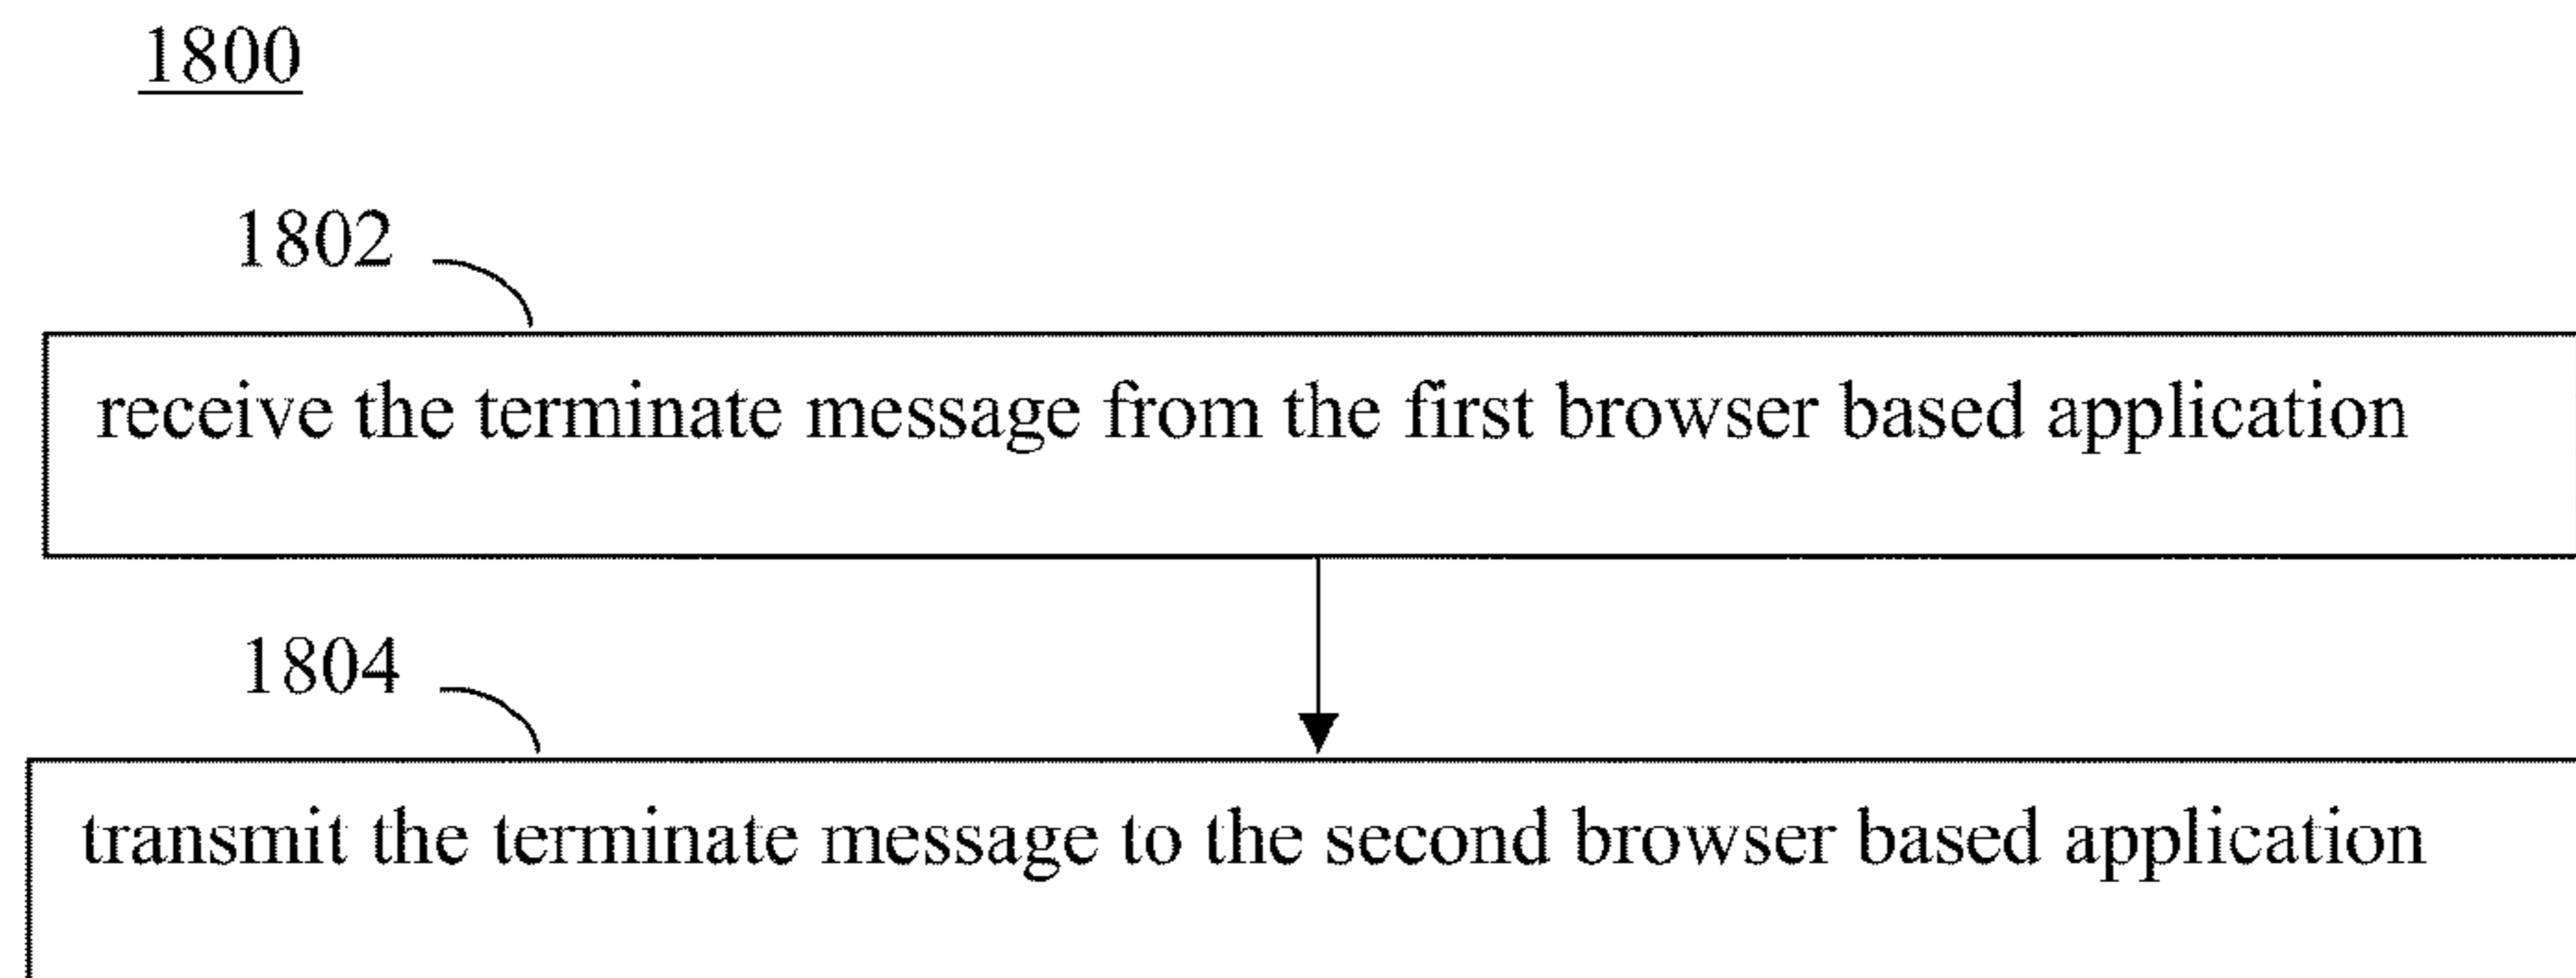 1800
1802
receive the terminate message from the first browser based application
1804
transmit the terminate message to the second browser based application